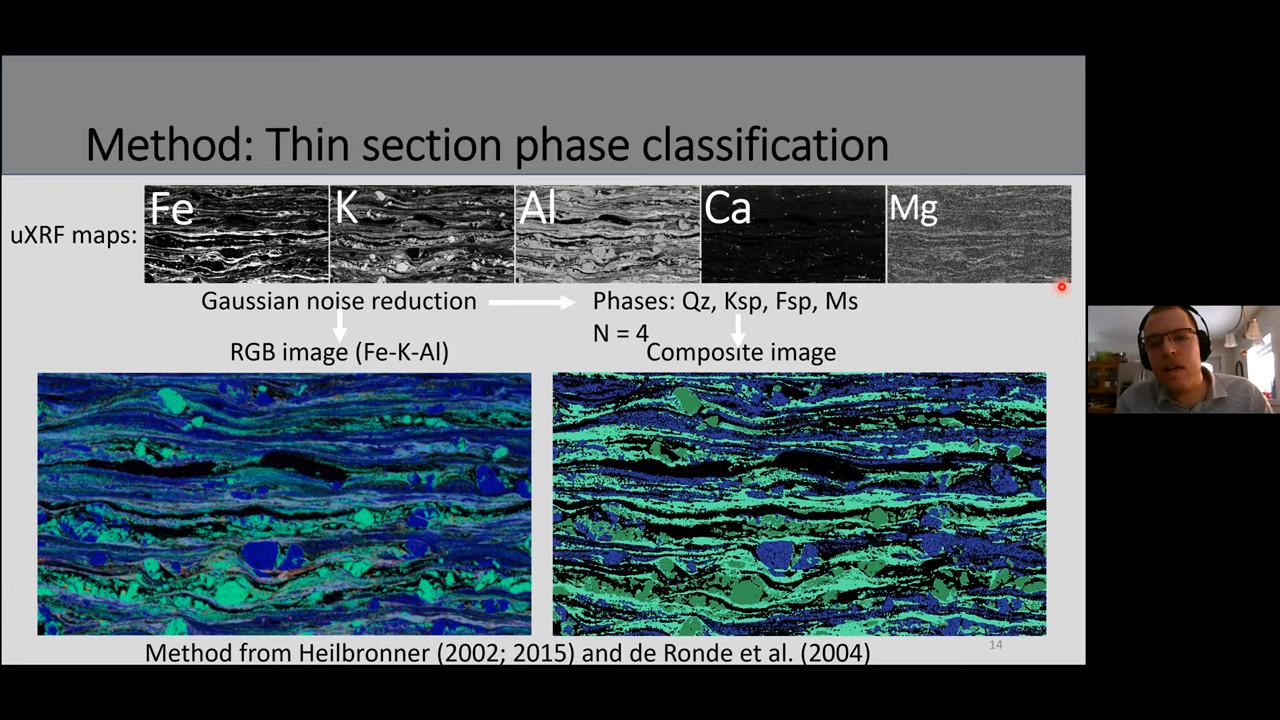 Method: Thin section phase classification
uXRF maps:
Fe
K
Al
Ca
Mg
Gaussian noise reduction
Phases: Qz, Ksp, Fsp, Ms
N = 4
RGB image (Fe-K-Al)
Composite image
Method from Heilbronner (2002; 2015) and de Ronde et al. (2004)
14